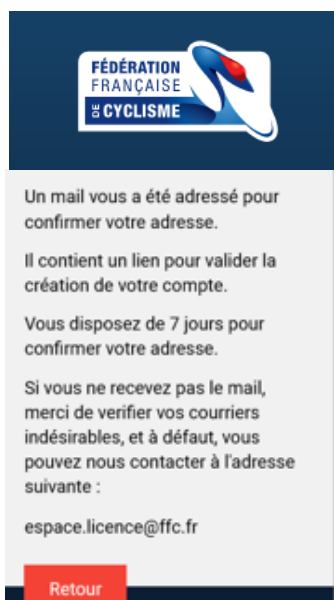 FÉDÉRATION
FRANÇAISE
DE CYCLISME
Un mail vous a été adressé pour
confirmer votre adresse.
Il contient un lien pour valider la
création de votre compte.
Vous disposez de 7 jours pour
confirmer votre adresse.
Si vous ne recevez pas le mail,
merci de verifier vos courriers
indésirables, et à défaut, vous
pouvez nous contacter à l'adresse
suivante :
espace.licence@ffc.fr
Retour